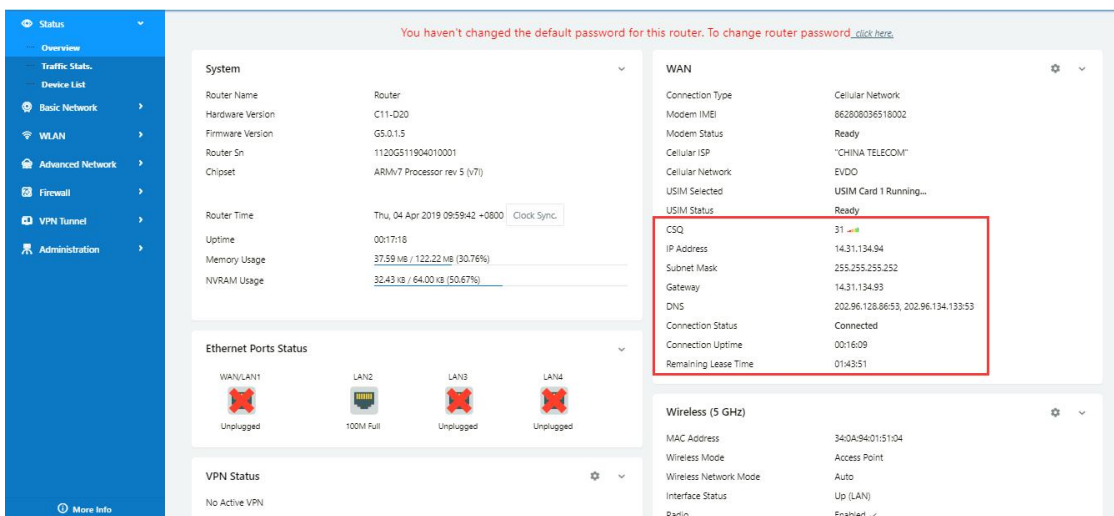 You haven't changed the default password for this router. To change router password click here.
Status
Overview
Traffic Stats.
Device List
Basic Network
WLAN
Advanced Network
Firewall
VPN Tunnel
Administration
More Info
System
Router Name Router
Hardware Version C11-D20
Firmware Version G5.0.1.5
Router Sn 1120G511904010001
Chipset ARMv7 Processor rev 5 (v7l)
Router Time Thu, 04 Apr 2019 09:59:42 +0800 Clock Sync.
Uptime 00:17:18
Memory Usage 37.59 MB / 122.22 MB (30.76%)
NVRAM Usage 32.43 KB / 64.00 KB (50.67%)
Ethernet Ports Status
WAN/LAN1 LAN2 LAN3 LAN4
Unplugged 100M Full Unplugged Unplugged
VPN Status
No Active VPN
WAN
Connection Type Cellular Network
Modem IMEI 862808036518002
Modem Status Ready
Cellular ISP "CHINA TELECOM"
Cellular Network EVDO
USIM Selected USIM Card 1 Running...
USIM Status Ready
CSQ 31
IP Address 14.31.134.94
Subnet Mask 255.255.255.252
Gateway 14.31.134.93
DNS 202.96.128.86:53, 202.96.134.133:53
Connection Status Connected
Connection Uptime 00:16:09
Remaining Lease Time 01:43:51
Wireless (5 GHz)
MAC Address 34:0A:94:01:51:04
Wireless Mode Access Point
Wireless Network Mode Auto
Interface Status Up (LAN)
Radio Enabled ✓